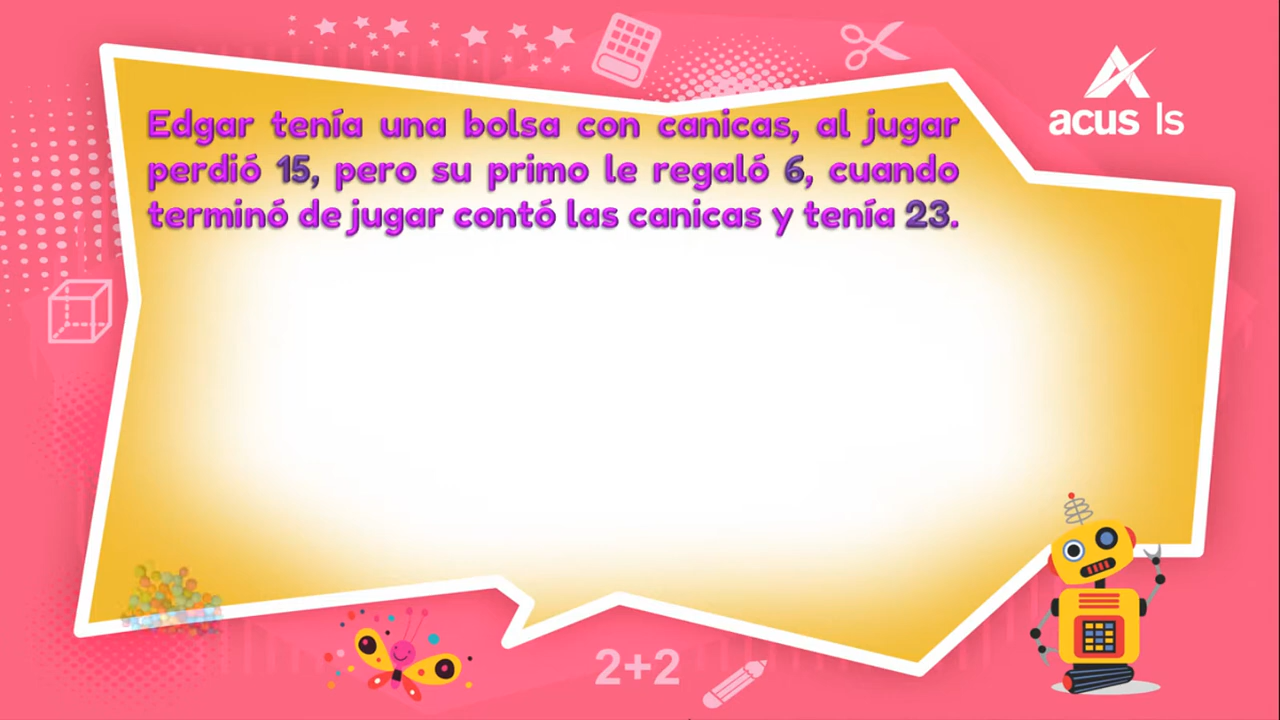 Edgar tenía una bolsa con canicas, al jugar
perdió 15, pero su primo le regaló 6, cuando
terminó de jugar contó las canicas y tenía 23.
acus ls
2+2